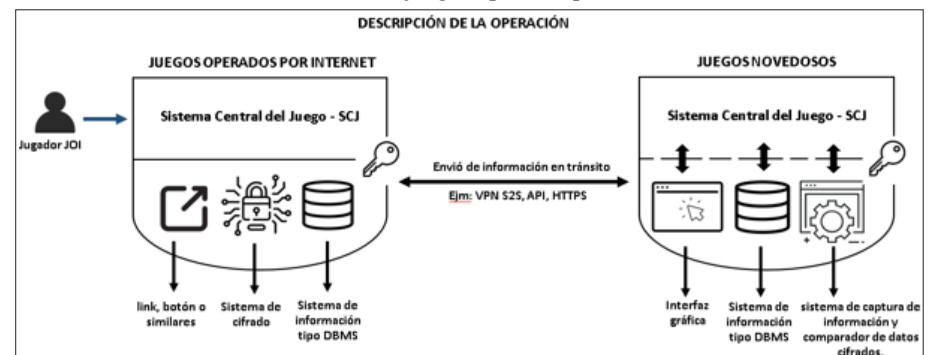 DESCRIPCIÓN DE LA OPERACIÓN
JUEGOS OPERADOS POR INTERNET
Sistema Central del Juego - SCJ
Jugador JOI
link, botón o
similares
Sistema de
cifrado
Sistema de
información
tipo DBMS
Envió de información en tránsito
Ejm: VPN S2S, API, HTTPS
JUEGOS NOVEDOSOS
Sistema Central del Juego - SCJ
Interfaz
gráfica
Sistema de
información
tipo DBMS
sistema de captura de
información y
comparador de datos
cifrados.